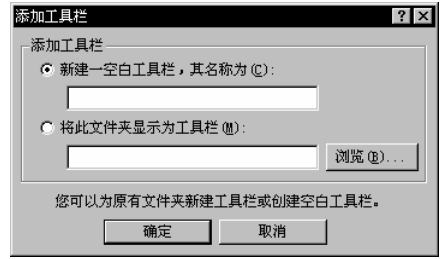 添加工具栏
添加工具栏
新建一空白工具栏，其名称为(C):
将此文件夹显示为工具栏(M):
浏览(B)...
您可以为原有文件夹新建工具栏或创建空白工具栏。
确定 取消